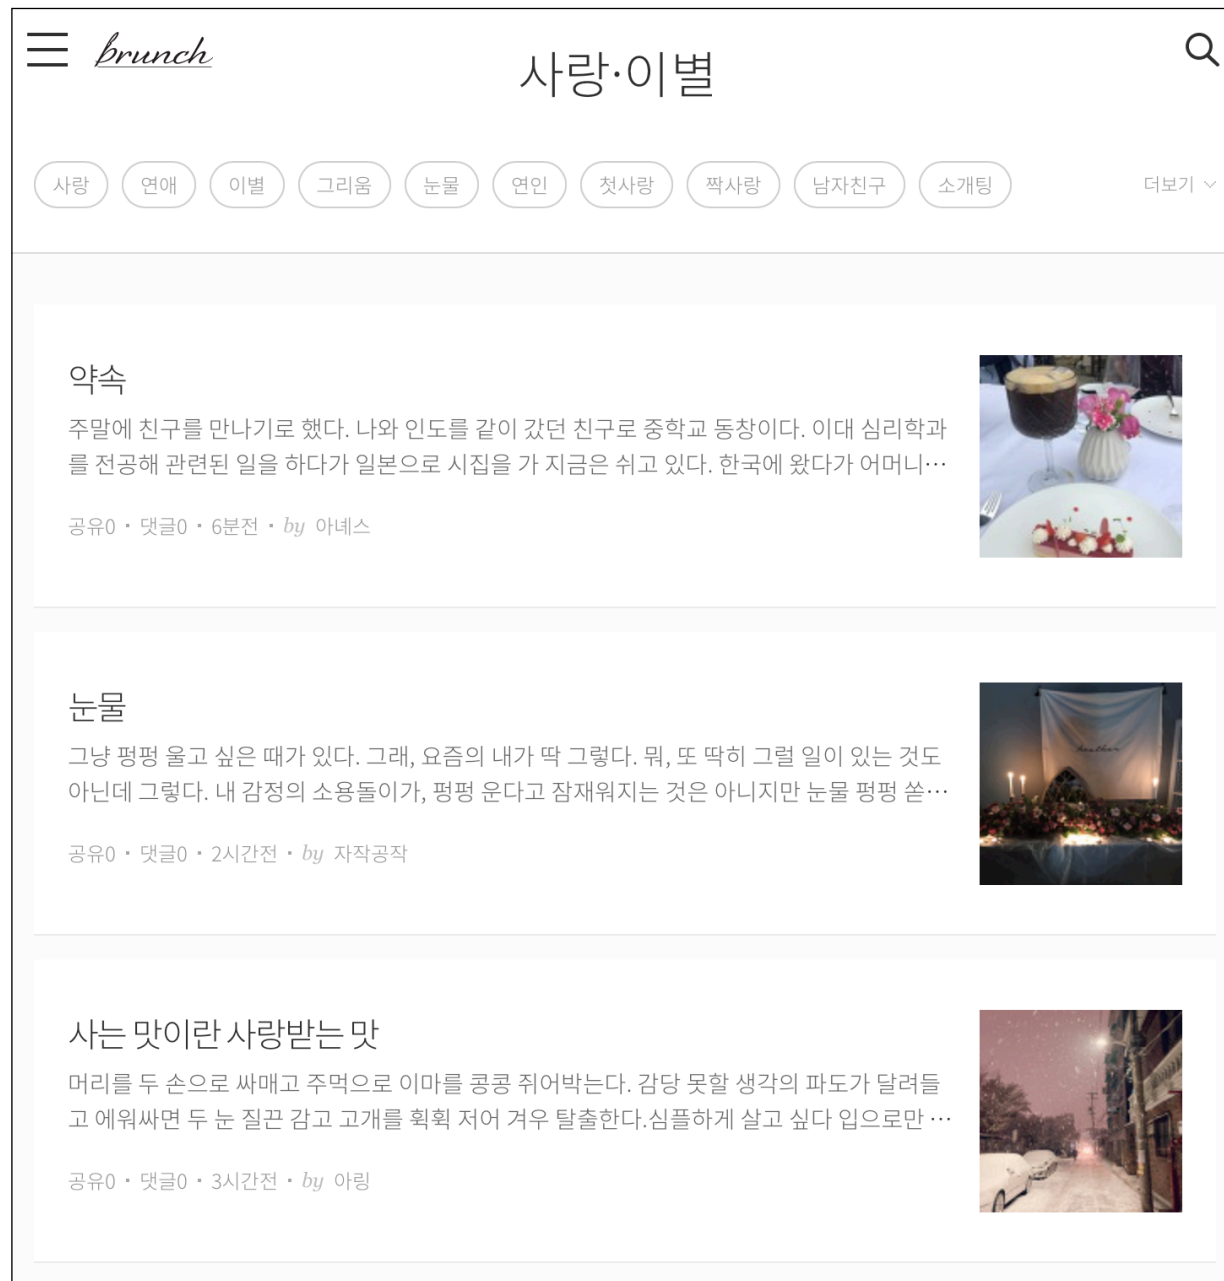 brunch
사랑·이별
사랑 연애 이별 그리움 눈물 연인 첫사랑 짝사랑 남자친구 소개팅 더보기
약속
주말에 친구를 만나기로 했다. 나와 인도를 같이 갔던 친구로 중학교 동창이다. 이대 심리학과
를 전공해 관련된 일을 하다가 일본으로 시집을 가 지금은 쉬고 있다. 한국에 왔다가 어머니…
공유0 · 댓글0 · 6분전 · by 아녜스
눈물
그냥 펑펑 울고 싶은 때가 있다. 그래, 요즘의 내가 딱 그렇다. 뭐, 또 딱히 그럴 일이 있는 것도
아닌데 그렇다. 내 감정의 소용돌이가, 펑펑 운다고 잠재워지는 것은 아니지만 눈물 펑펑 쏟…
공유0 · 댓글0 · 2시간전 · by 자작공작
사는 맛이란 사랑받는 맛
머리를 두 손으로 싸매고 주먹으로 이마를 콩콩 쥐어박는다. 감당 못할 생각의 파도가 달려들
고 에워싸면 두 눈 질끈 감고 고개를 휙휙 저어 겨우 탈출한다.심플하게 살고 싶다 입으로만 …
공유0 · 댓글0 · 3시간전 · by 아링